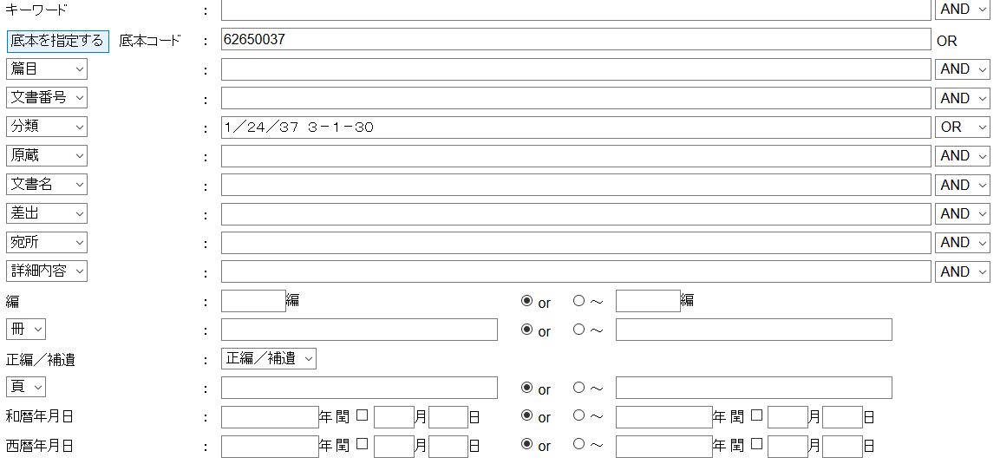 キーワード : AND
底本を指定する 底本コード : 62650037 OR
篇目 : AND
文書番号 : AND
分類 : 1／24／37 3－1－30 OR
原蔵 : AND
文書名 : AND
差出 : AND
宛所 : AND
詳細内容 : AND
編 : 編 or ～ 編
冊 : or ～
正編／補遺 : 正編／補遺
頁 : or ～
和暦年月日 : 年 閏 月 日 or ～ 年 閏 月 日
西暦年月日 : 年 閏 月 日 or ～ 年 閏 月 日